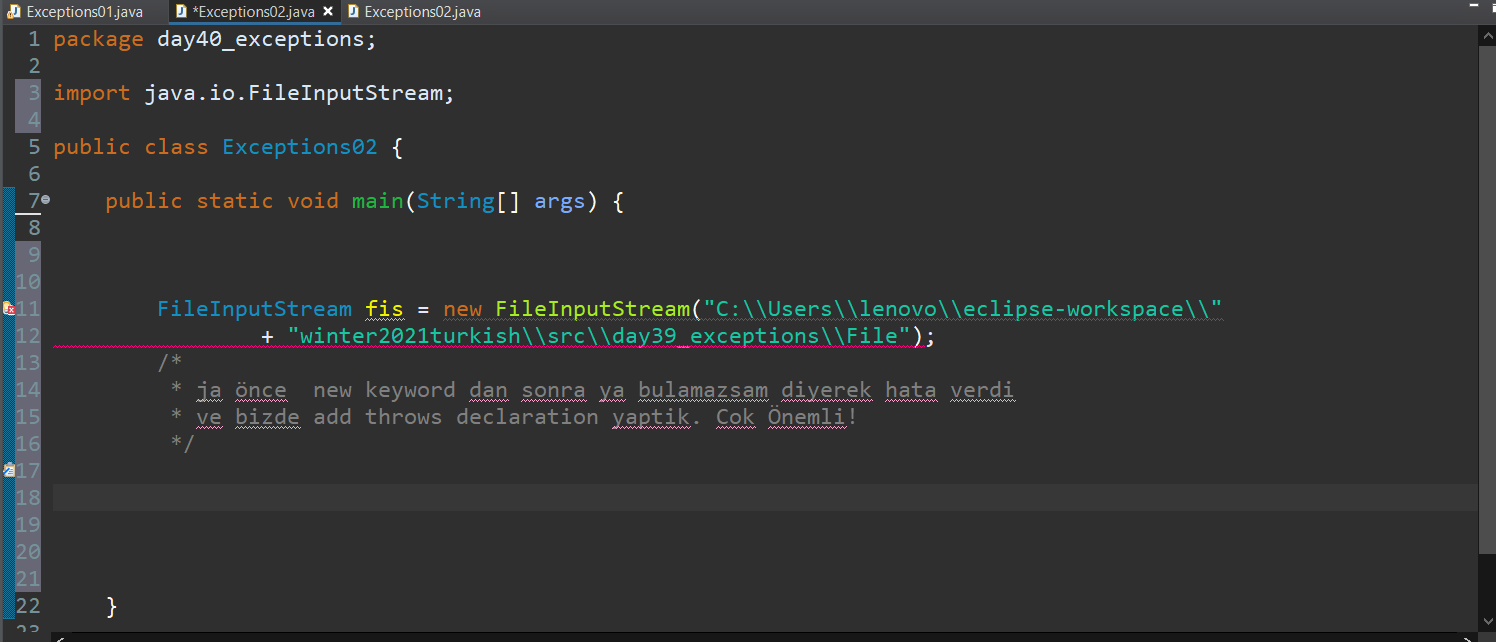 Exceptions01.java *Exceptions02.java Exceptions02.java
1 package day40_exceptions;
2
3 import java.io.FileInputStream;
4
5 public class Exceptions02 {
6
7 public static void main(String[] args) {
8
9
10
11 FileInputStream fis = new FileInputStream("C:\\Users\\lenovo\\eclipse-workspace\\"
12 + "winter2021turkish\\src\\day39_exceptions\\File");
13 /*
14 * ja önce  new keyword dan sonra ya bulamazsam diyerek hata verdi
15 * ve bizde add throws declaration yaptik. Cok Önemli!
16 */
17
18
19
20
21
22 }
23